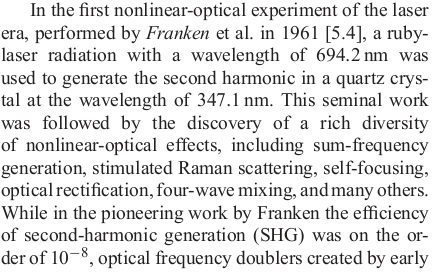 In the first nonlinear-optical experiment of the laser
era, performed by Franken et al. in 1961 [5.4], a ruby-
laser radiation with a wavelength of 694.2 nm was
used to generate the second harmonic in a quartz crys-
tal at the wavelength of 347.1 nm. This seminal work
was followed by the discovery of a rich diversity
of nonlinear-optical effects, including sum-frequency
generation, stimulated Raman scattering, self-focusing,
optical rectification, four-wave mixing, and many others.
While in the pioneering work by Franken the efficiency
of second-harmonic generation (SHG) was on the or-
der of 10⁻⁸, optical frequency doublers created by early